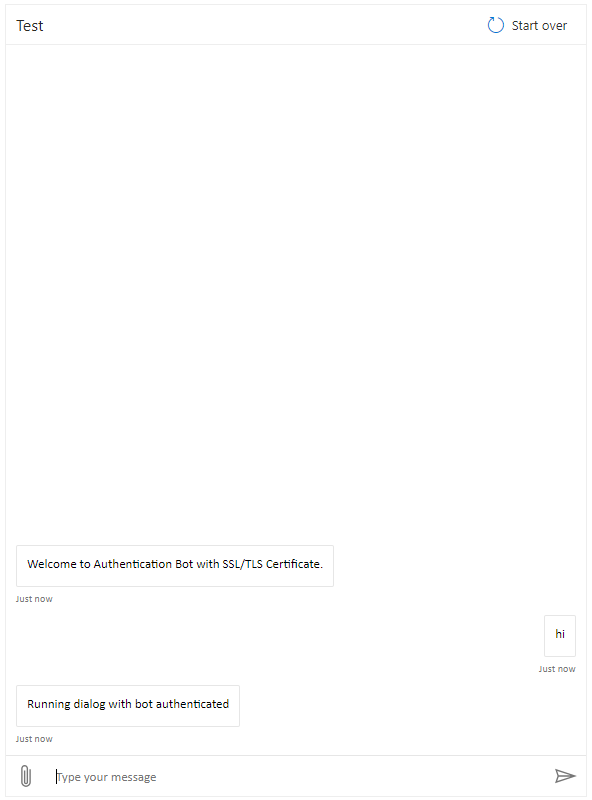 Test
Start over
Welcome to Authentication Bot with SSL/TLS Certificate.
Just now
hi
Just now
Running dialog with bot authenticated
Just now
Type your message